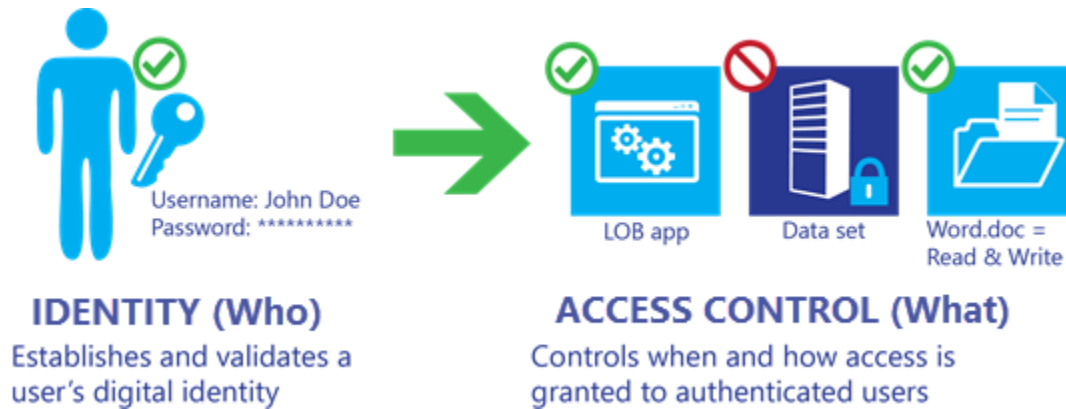 Username: John Doe
Password: **********
IDENTITY (Who)
Establishes and validates a
user's digital identity
LOB app
Data set
Word.doc =
Read & Write
ACCESS CONTROL (What)
Controls when and how access is
granted to authenticated users